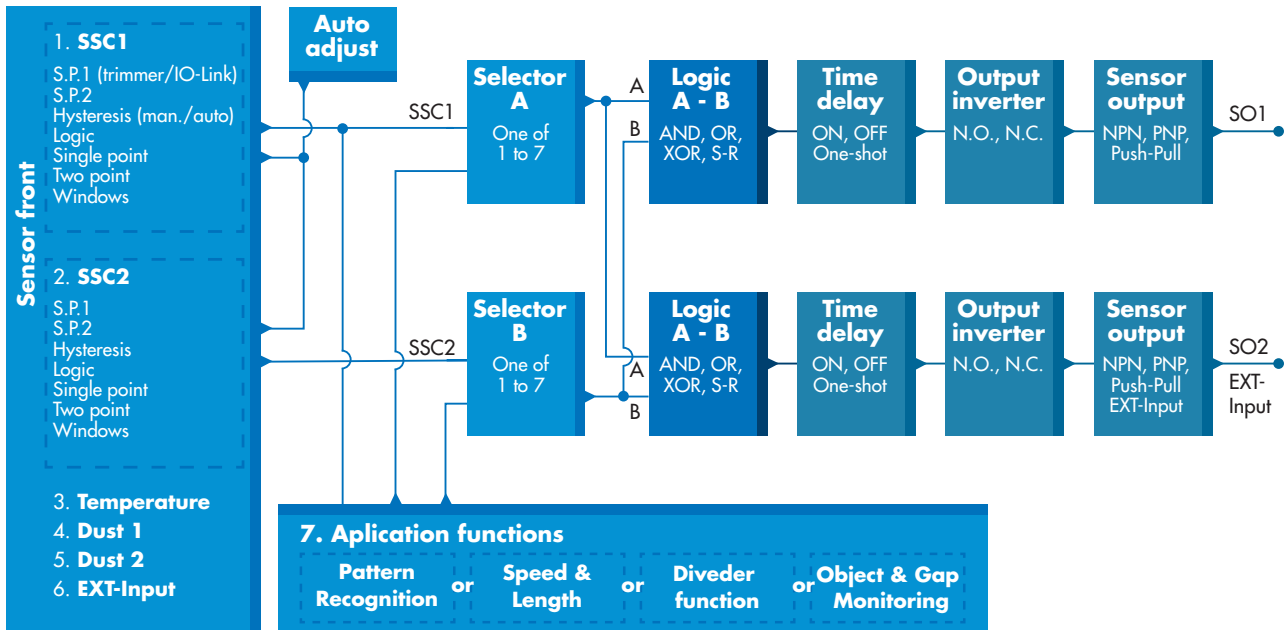 Sensor front
1. SSC1
S.P.1 (trimmer/IO-Link)
S.P.2
Hysteresis (man./auto)
Logic
Single point
Two point
Windows
2. SSC2
S.P.1
S.P.2
Hysteresis
Logic
Single point
Two point
Windows
3. Temperature
4. Dust 1
5. Dust 2
6. EXT-Input
Auto
adjust
SSC1
Selector
A
One of
1 to 7
A
B
Logic
A - B
AND, OR,
XOR, S-R
Time
delay
ON, OFF
One-shot
Output
inverter
N.O., N.C.
Sensor
output
NPN, PNP,
Push-Pull
SO1
SSC2
Selector
B
One of
1 to 7
A
B
Logic
A - B
AND, OR,
XOR, S-R
Time
delay
ON, OFF
One-shot
Output
inverter
N.O., N.C.
Sensor
output
NPN, PNP,
Push-Pull
EXT-Input
SO2
EXT-
Input
7. Aplication functions
Pattern
Recognition
or
Speed &
Length
or
Diveder
function
or
Object & Gap
Monitoring